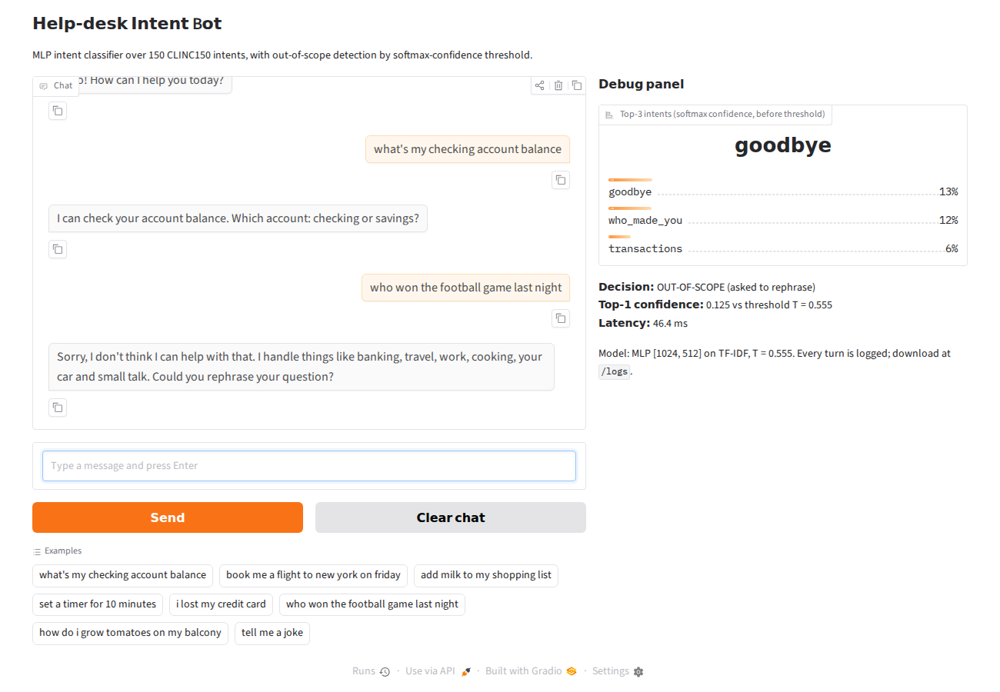 Help-desk Intent Bot
MLP intent classifier over 150 CLINC150 intents, with out-of-scope detection by softmax-confidence threshold.
Chat
o! How can I help you today?
what's my checking account balance
I can check your account balance. Which account: checking or savings?
who won the football game last night
Sorry, I don't think I can help with that. I handle things like banking, travel, work, cooking, your
car and small talk. Could you rephrase your question?
Type a message and press Enter
Send
Clear chat
Examples
what's my checking account balance
book me a flight to new york on friday
add milk to my shopping list
set a timer for 10 minutes
i lost my credit card
who won the football game last night
how do i grow tomatoes on my balcony
tell me a joke
Debug panel
Top-3 intents (softmax confidence, before threshold)
goodbye
goodbye 13%
who_made_you 12%
transactions 6%
Decision: OUT-OF-SCOPE (asked to rephrase)
Top-1 confidence: 0.125 vs threshold T = 0.555
Latency: 46.4 ms
Model: MLP [1024, 512] on TF-IDF, T = 0.555. Every turn is logged; download at
/logs.
Runs · Use via API · Built with Gradio · Settings